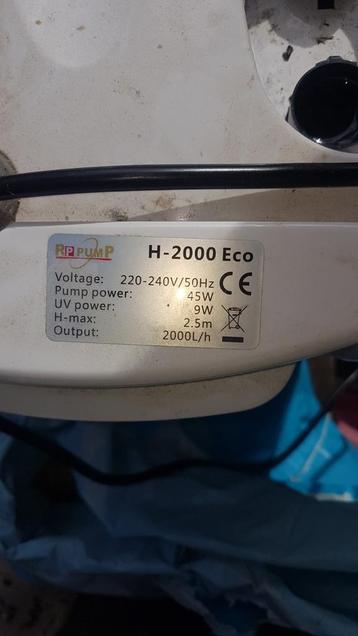 RP PUMP
H-2000 Eco
Voltage: 220-240V/50Hz
Pump power: 45W
UV power: 9W
H-max: 2.5m
Output: 2000L/h
CE